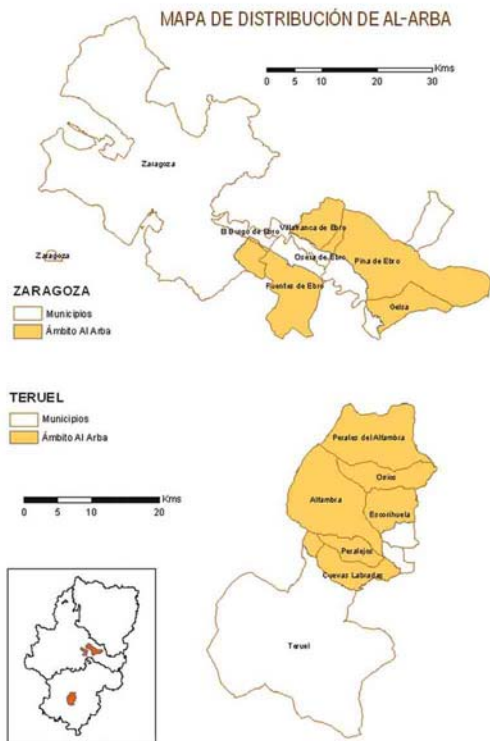 MAPA DE DISTRIBUCIÓN DE AL-ARBA
0 10 20 30
Kms
Zaragoza
El Burgo de Ebro
Villafranca de Ebro
Osera de Ebro
Pina de Ebro
Zaragoza
Fuentes de Ebro
Gelsa
ZARAGOZA
Municipios
Ámbito Al Arba
TERUEL
Municipios
Ámbito Al Arba
Perales del Alfambra
Orrios
Alfambra
Escorihuela
Kms
0 10 20
Peralejos
Cuevas Labradas
Teruel